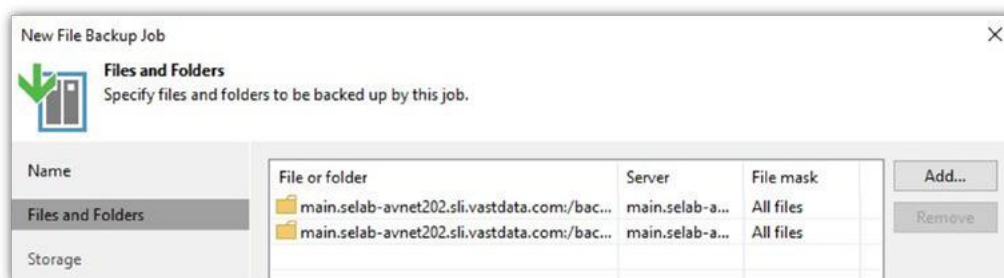 New File Backup Job
Files and Folders
Specify files and folders to be backed up by this job.
Name
Files and Folders
Storage
File or folder Server File mask
main.selab-avnet202.sli.vastdata.com:/bac... main.selab-a... All files
main.selab-avnet202.sli.vastdata.com:/bac... main.selab-a... All files
Add...
Remove